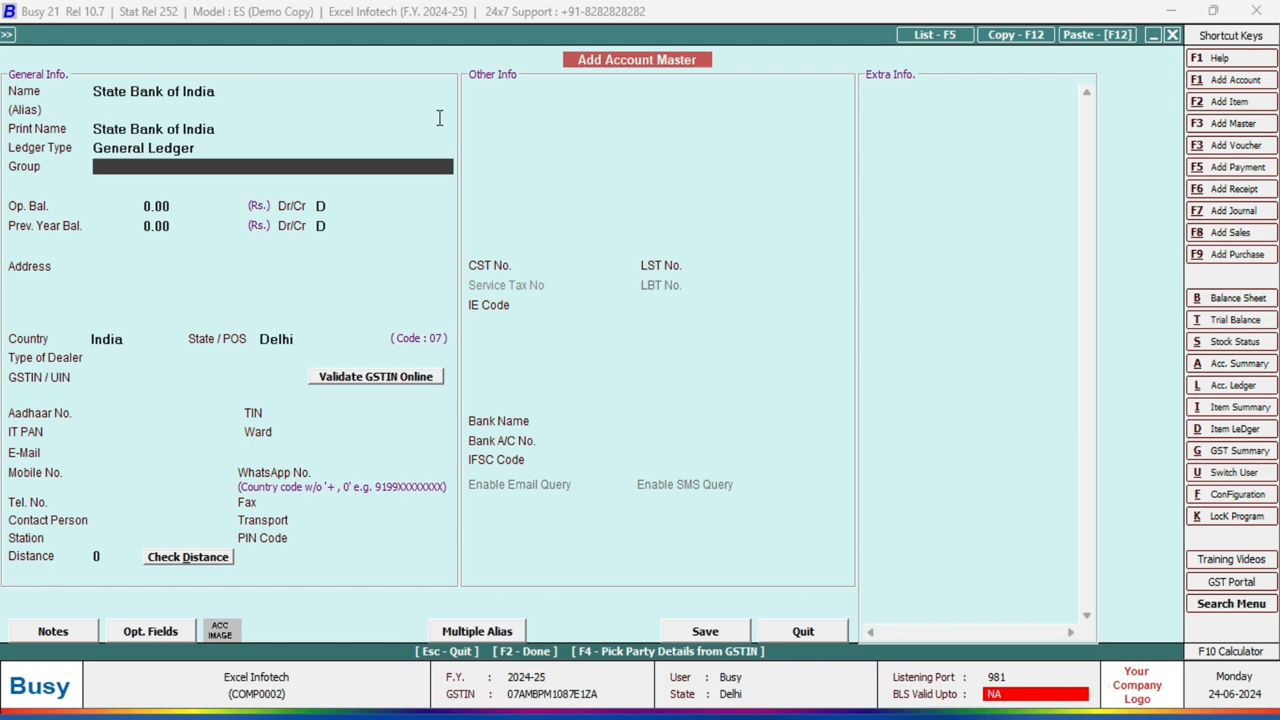 Busy 21 Rel 10.7 | Stat Rel 252 | Model : ES (Demo Copy) | Excel Infotech (F.Y. 2024-25) | 24x7 Support : +91-8282828282
>> List - F5 Copy - F12 Paste - [F12]
Shortcut Keys
Add Account Master
General Info.
Name State Bank of India
(Alias)
Print Name State Bank of India
Ledger Type General Ledger
Group
Op. Bal. 0.00 (Rs.) Dr/Cr D
Prev. Year Bal. 0.00 (Rs.) Dr/Cr D
Address
Country India State / POS Delhi ( Code : 07 )
Type of Dealer
GSTIN / UIN Validate GSTIN Online
Aadhaar No. TIN
IT PAN Ward
E-Mail
Mobile No. WhatsApp No.
(Country code w/o '+ , 0' e.g. 9199XXXXXXXX)
Tel. No. Fax
Contact Person Transport
Station PIN Code
Distance 0 Check Distance
Other Info
CST No. LST No.
Service Tax No LBT No.
IE Code
Bank Name
Bank A/C No.
IFSC Code
Enable Email Query Enable SMS Query
Extra Info.
Notes Opt. Fields ACC IMAGE Multiple Alias Save Quit
[ Esc - Quit ] [ F2 - Done ] [ F4 - Pick Party Details from GSTIN ]
F1 Help
F1 Add Account
F2 Add Item
F3 Add Master
F3 Add Voucher
F5 Add Payment
F6 Add Receipt
F7 Add Journal
F8 Add Sales
F9 Add Purchase
B Balance Sheet
T Trial Balance
S Stock Status
A Acc. Summary
L Acc. Ledger
I Item Summary
D Item LeDger
G GST Summary
U Switch User
F ConFiguration
K LocK Program
Training Videos
GST Portal
Search Menu
F10 Calculator
Busy
Excel Infotech
(COMP0002)
F.Y. : 2024-25
GSTIN : 07AMBPM1087E1ZA
User : Busy
State : Delhi
Listening Port : 981
BLS Valid Upto : NA
Your
Company
Logo
Monday
24-06-2024